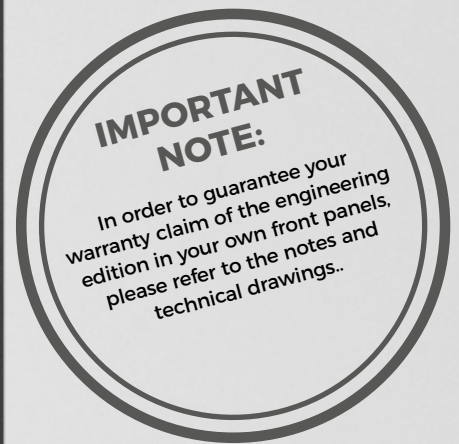 IMPORTANT
NOTE:
In order to guarantee your
warranty claim of the engineering
edition in your own front panels,
please refer to the notes and
technical drawings..